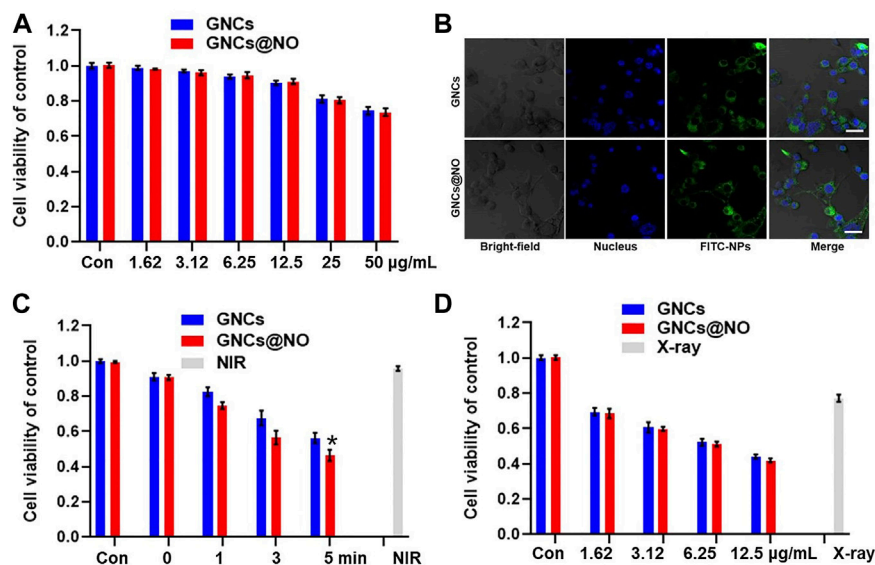 A
GNCs
GNCs@NO
Cell viability of control
1.2
1.0
0.8
0.6
0.4
0.2
0.0
Con 1.62 3.12 6.25 12.5 25 50 µg/mL
B
GNCs
GNCs@NO
Bright-field Nucleus FITC-NPs Merge
C
GNCs
GNCs@NO
NIR
Cell viability of control
1.2
1.0
0.8
0.6
0.4
0.2
0.0
*
Con 0 1 3 5 min NIR
D
GNCs
GNCs@NO
X-ray
Cell viability of control
1.2
1.0
0.8
0.6
0.4
0.2
0.0
Con 1.62 3.12 6.25 12.5 µg/mL X-ray